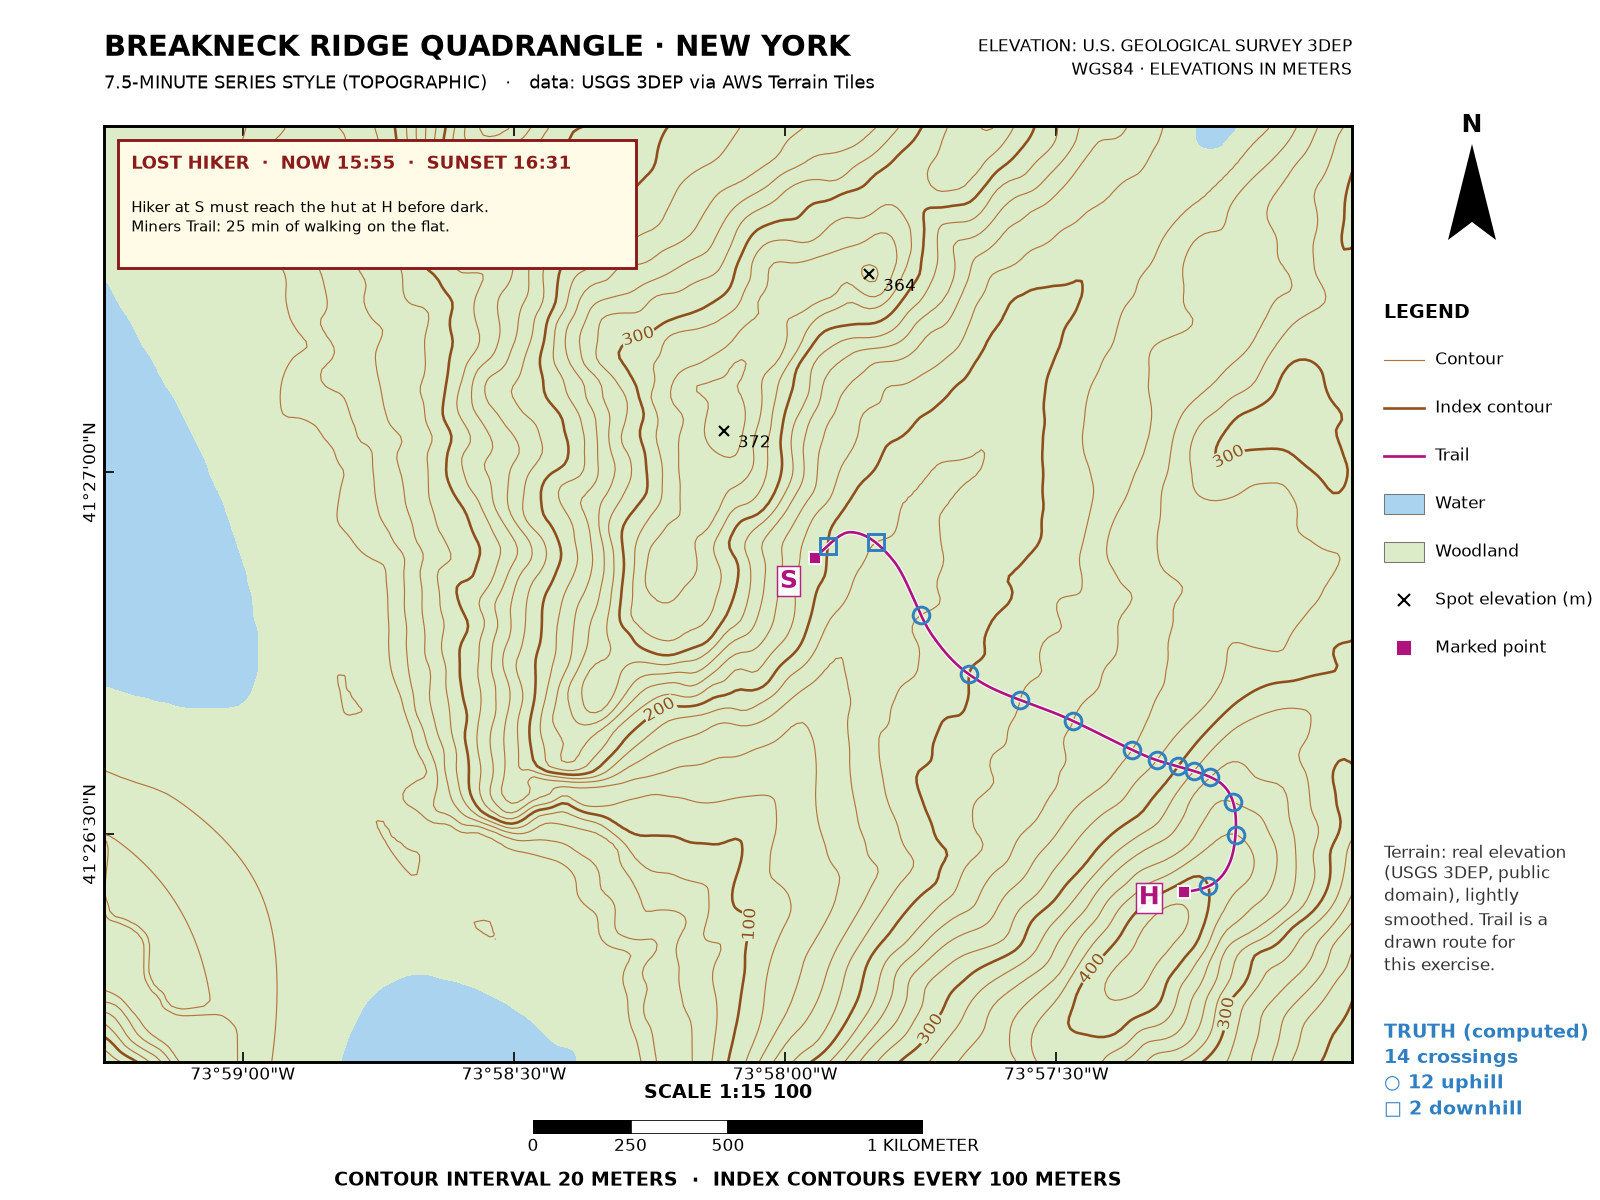 BREAKNECK RIDGE QUADRANGLE · NEW YORK
7.5-MINUTE SERIES STYLE (TOPOGRAPHIC) · data: USGS 3DEP via AWS Terrain Tiles
ELEVATION: U.S. GEOLOGICAL SURVEY 3DEP
WGS84 · ELEVATIONS IN METERS
LOST HIKER · NOW 15:55 · SUNSET 16:31
Hiker at S must reach the hut at H before dark.
Miners Trail: 25 min of walking on the flat.
N
364
300
372
300
S
200
H
100
400
300
300
41°27'00"N
41°26'30"N
73°59'00"W
73°58'30"W
73°58'00"W
73°57'30"W
LEGEND
Contour
Index contour
Trail
Water
Woodland
Spot elevation (m)
Marked point
Terrain: real elevation
(USGS 3DEP, public
domain), lightly
smoothed. Trail is a
drawn route for
this exercise.
TRUTH (computed)
14 crossings
○ 12 uphill
□ 2 downhill
SCALE 1:15 100
0 250 500 1 KILOMETER
CONTOUR INTERVAL 20 METERS · INDEX CONTOURS EVERY 100 METERS